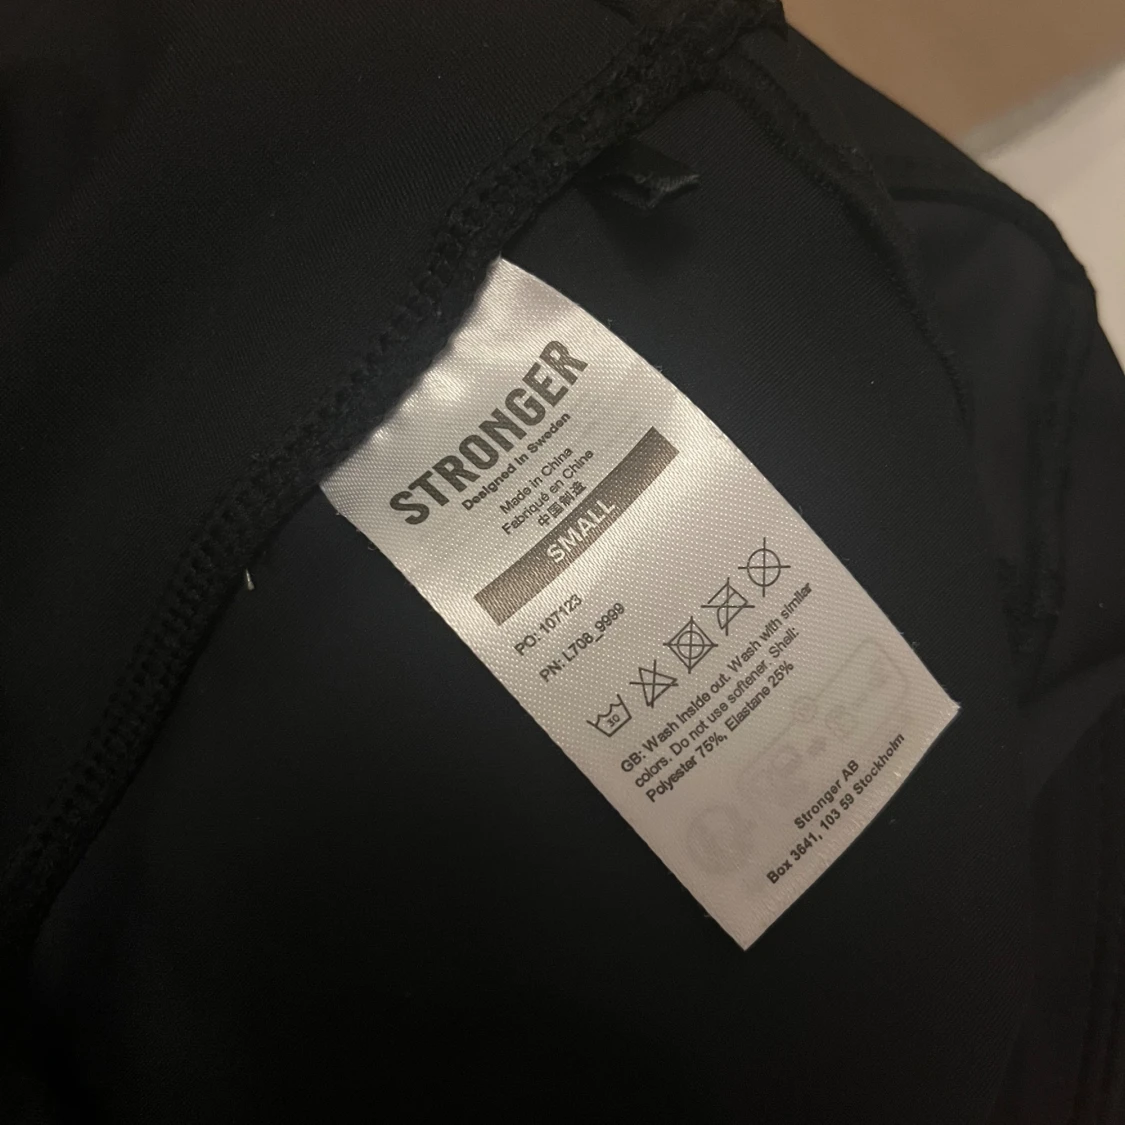 STRONGER
Designed in Sweden
Made in China
Fabriqué en Chine
中国制造
SMALL
PO: 107123
PN: L708_9999
30
GB: Wash inside out. Wash with similar
colors. Do not use softener. Shell:
Polyester 75%, Elastane 25%
Stronger AB
Box 3641, 103 59 Stockholm